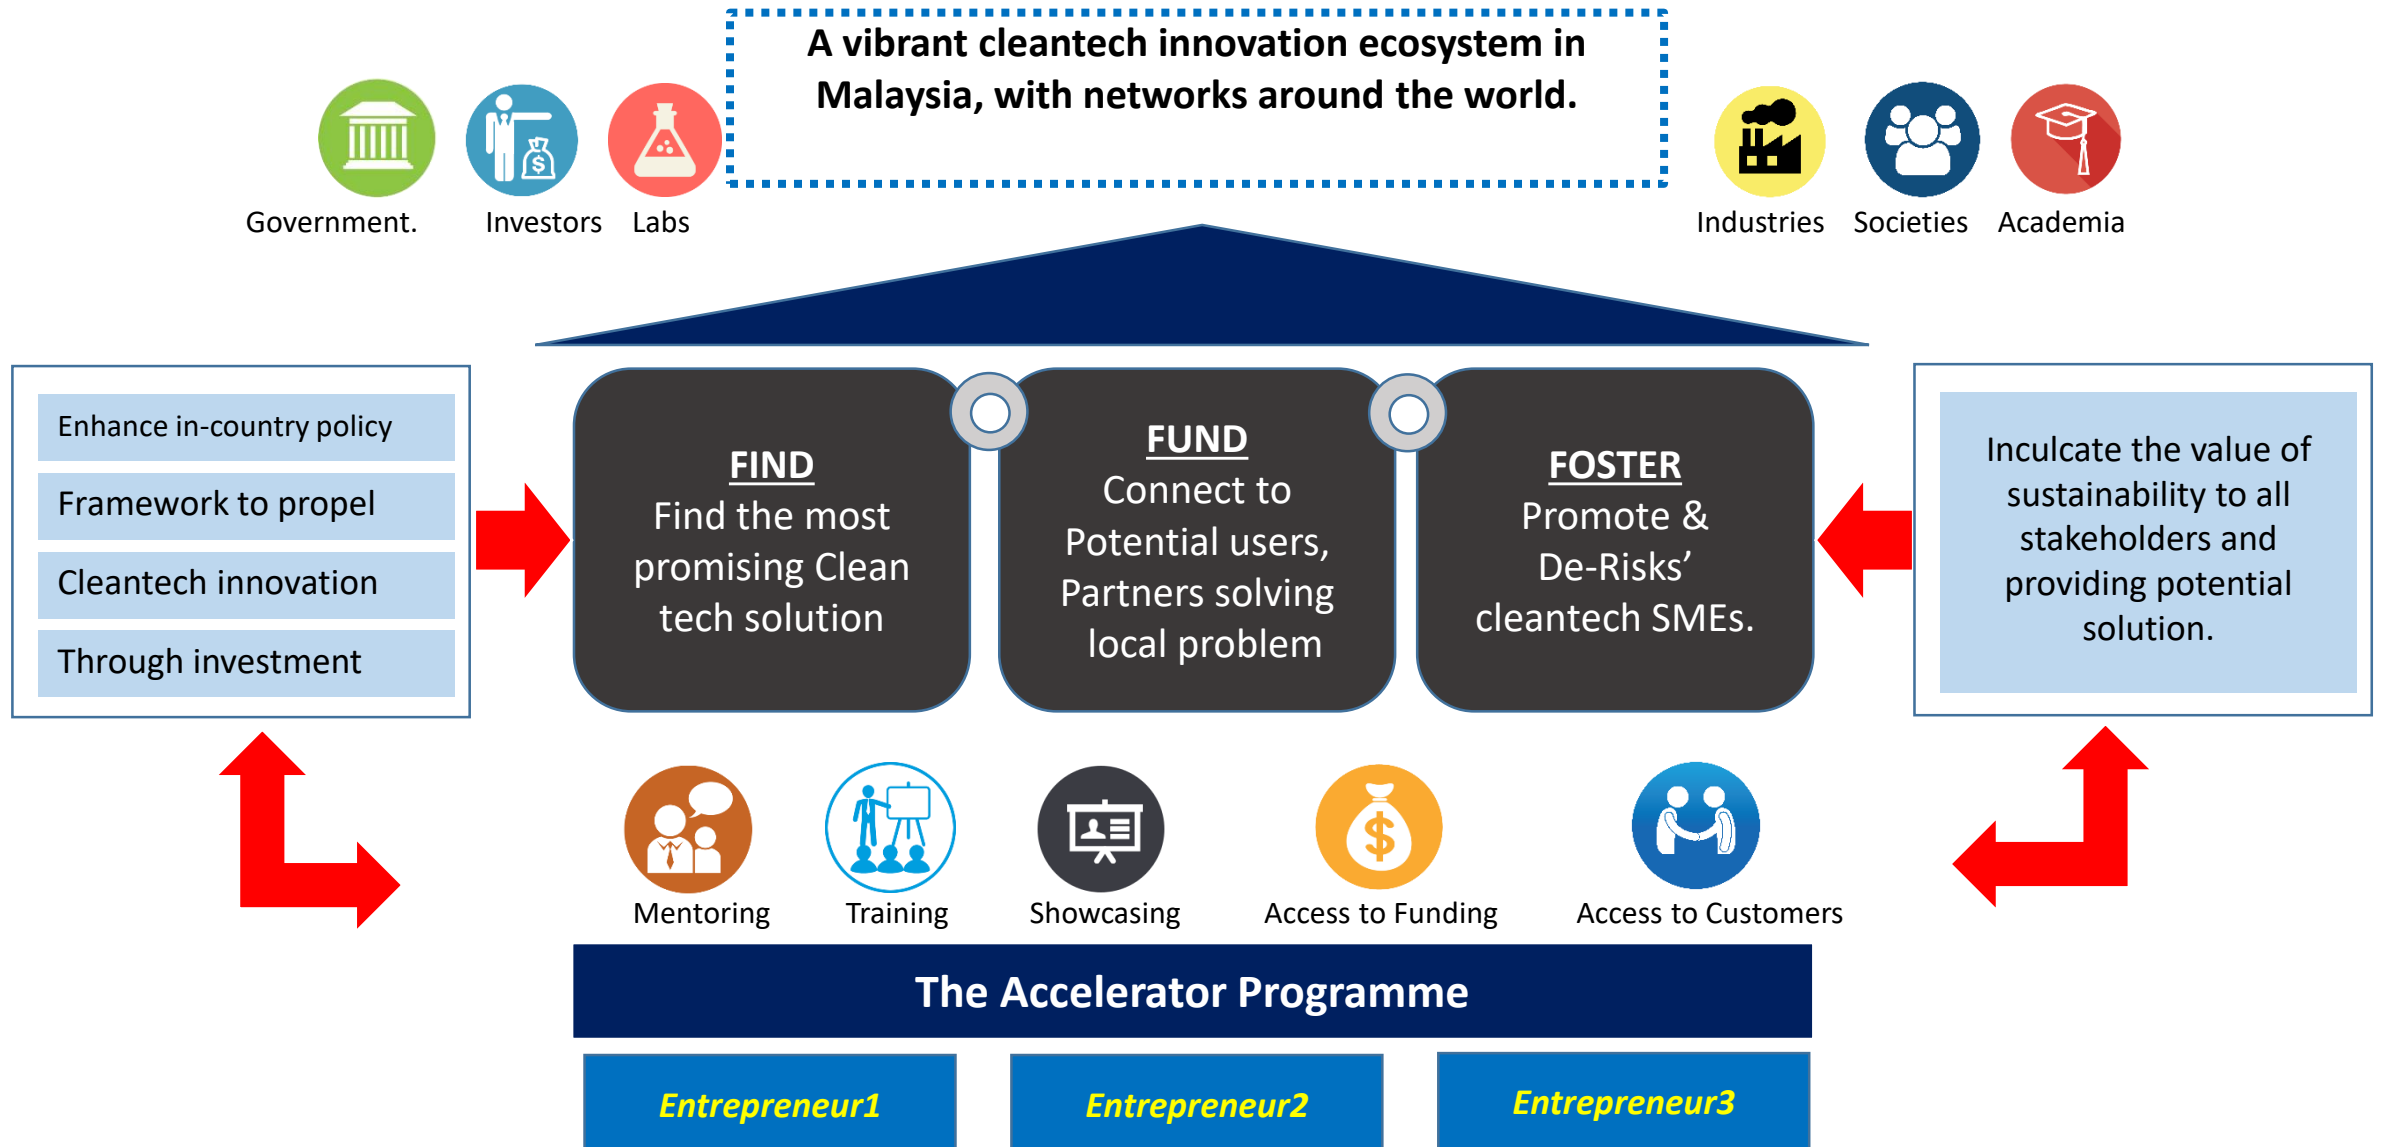 A vibrant cleantech innovation ecosystem in
Malaysia, with networks around the world.
Government.
Investors
Labs
Industries
Societies
Academia
Enhance in-country policy
Framework to propel
Cleantech innovation
Through investment
FIND
Find the most
promising Clean
tech solution
FUND
Connect to
Potential users,
Partners solving
local problem
FOSTER
Promote &
De-Risks’
cleantech SMEs.
Inculcate the value of
sustainability to all
stakeholders and
providing potential
solution.
Mentoring
Training
Showcasing
Access to Funding
Access to Customers
The Accelerator Programme
Entrepreneur1
Entrepreneur2
Entrepreneur3